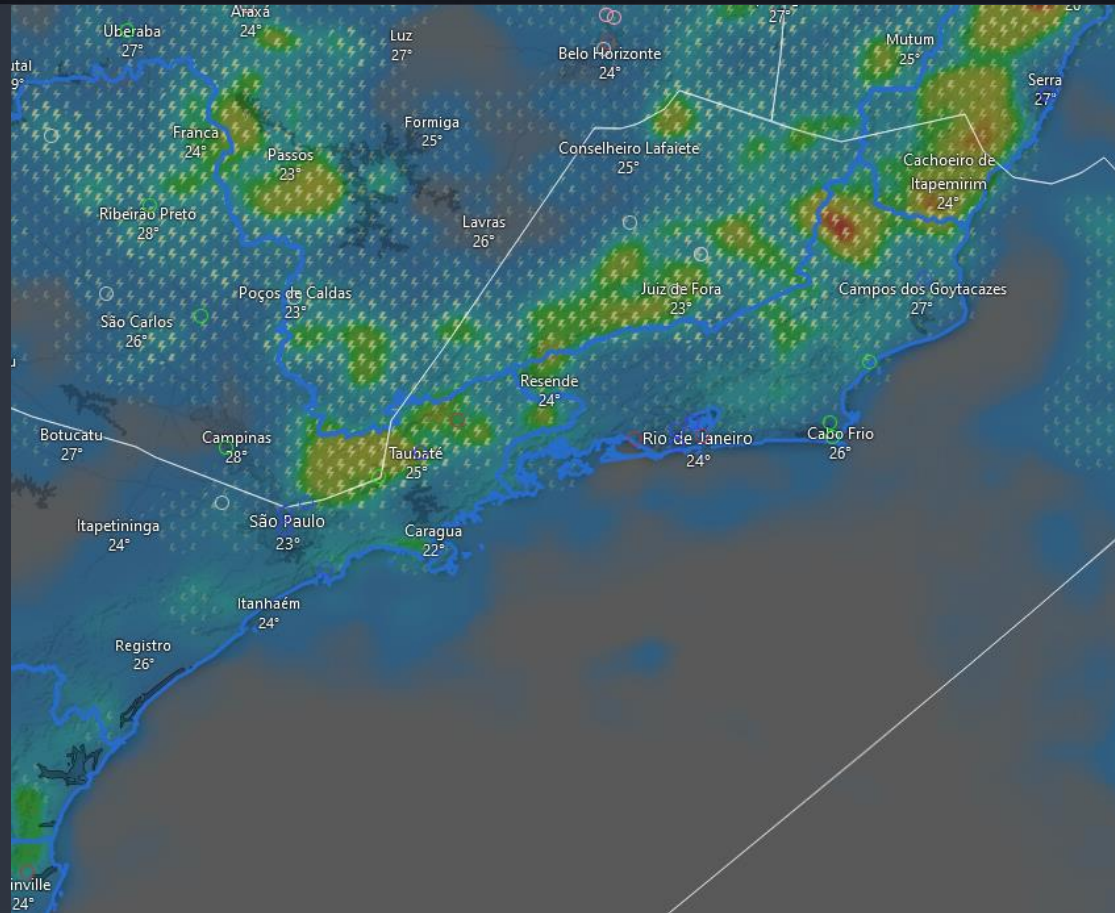 Araxá
24°
Uberaba
27°
Luz
27°
Belo Horizonte
24°
27°
Mutum
25°
Serra
27°
Franca
24°
Passos
23°
Formiga
25°
Conselheiro Lafaiete
25°
Cachoeiro de
Itapemirim
24°
Ribeirão Preto
28°
Lavras
26°
Poços de Caldas
23°
Juiz de Fora
23°
Campos dos Goytacazes
27°
São Carlos
26°
Resende
24°
Botucatu
27°
Campinas
28°
Taubaté
25°
Rio de Janeiro
24°
Cabo Frio
26°
Itapetininga
24°
São Paulo
23°
Caragua
22°
Itanhaém
24°
Registro
26°
inville
24°